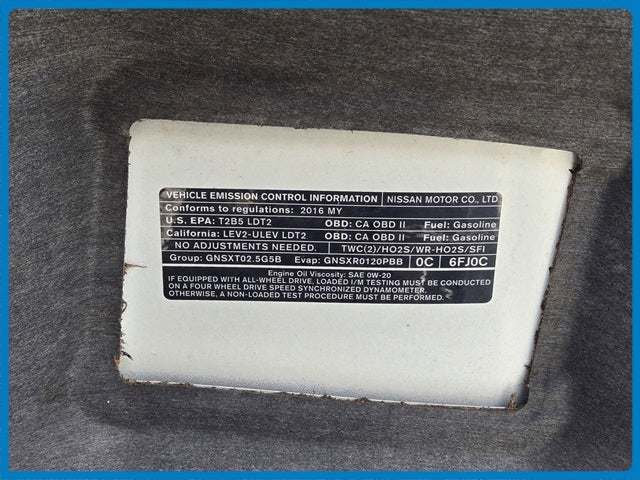 VEHICLE EMISSION CONTROL INFORMATION NISSAN MOTOR CO., LTD
Conforms to regulations: 2016 MY
U.S. EPA: T2B5 LDT2 OBD: CA OBD II Fuel: Gasoline
California: LEV2-ULEV LDT2 OBD: CA OBD II Fuel: Gasoline
NO ADJUSTMENTS NEEDED. TWC(2)/HO2S/WR-HO2S/SFI
Group: GNSXT02.5G5B Evap: GNSXR0120PBB 0C 6FJ0C
Engine Oil Viscosity: SAE 0W-20
IF EQUIPPED WITH ALL-WHEEL DRIVE, LOADED I/M TESTING MUST BE CONDUCTED
ON A FOUR WHEEL DRIVE SPEED SYNCHRONIZED DYNAMOMETER.
OTHERWISE, A NON-LOADED TEST PROCEDURE MUST BE PERFORMED.